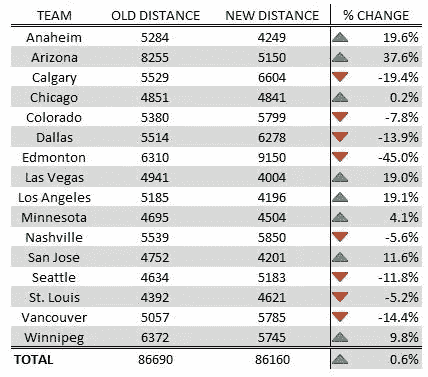 TEAM OLD DISTANCE NEW DISTANCE % CHANGE
Anaheim 5284 4249 19.6%
Arizona 8255 5150 37.6%
Calgary 5529 6604 -19.4%
Chicago 4851 4841 0.2%
Colorado 5380 5799 -7.8%
Dallas 5514 6278 -13.9%
Edmonton 6310 9150 -45.0%
Las Vegas 4941 4004 19.0%
Los Angeles 5185 4196 19.1%
Minnesota 4695 4504 4.1%
Nashville 5539 5850 -5.6%
San Jose 4752 4201 11.6%
Seattle 4634 5183 -11.8%
St. Louis 4392 4621 -5.2%
Vancouver 5057 5785 -14.4%
Winnipeg 6372 5745 9.8%
TOTAL 86690 86160 0.6%